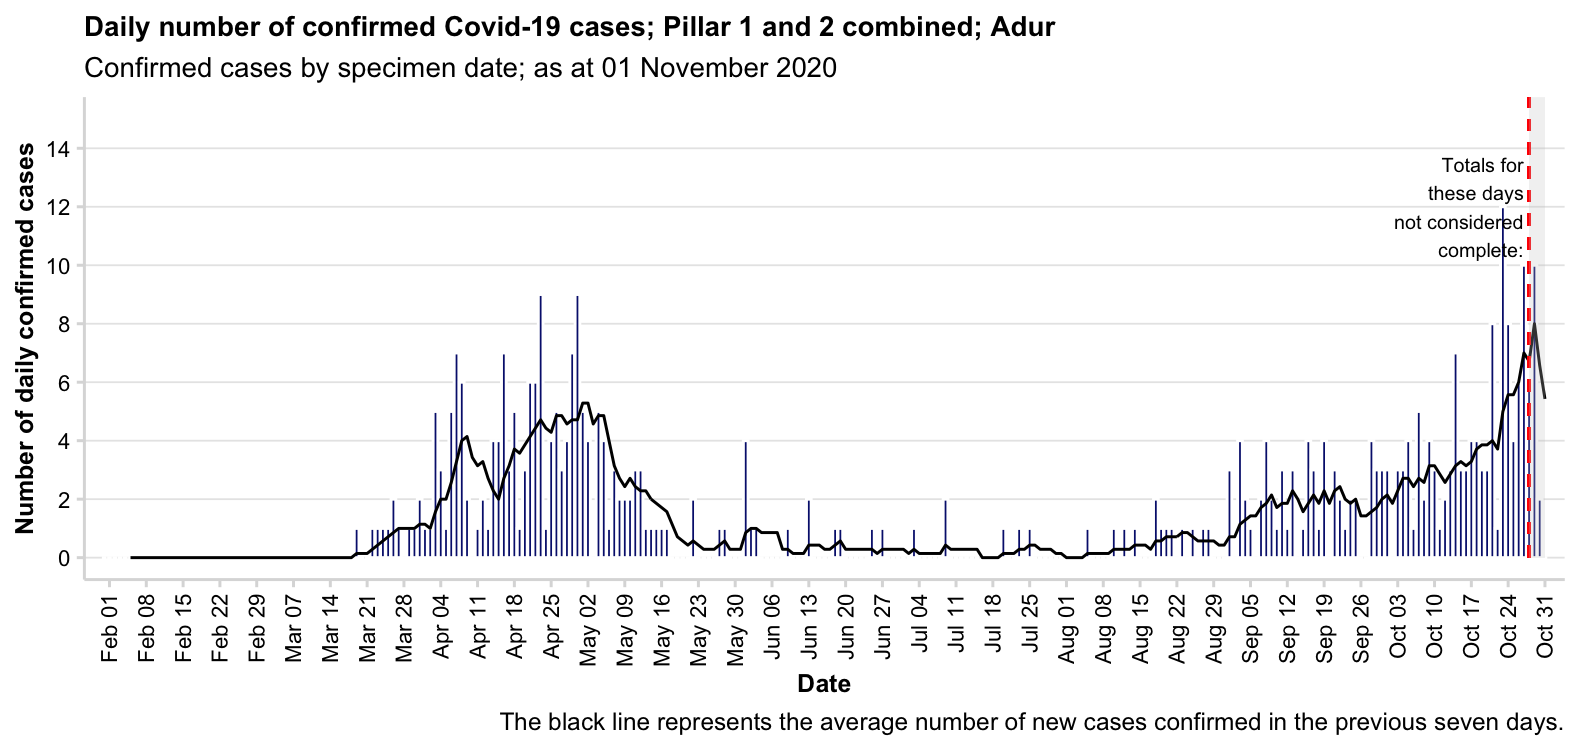 Daily number of confirmed Covid-19 cases; Pillar 1 and 2 combined; Adur
Confirmed cases by specimen date; as at 01 November 2020
Number of daily confirmed cases
14
12
10
8
6
4
2
0
Totals for
these days
not considered
complete:
Feb 01
Feb 08
Feb 15
Feb 22
Feb 29
Mar 07
Mar 14
Mar 21
Mar 28
Apr 04
Apr 11
Apr 18
Apr 25
May 02
May 09
May 16
May 23
May 30
Jun 06
Jun 13
Jun 20
Jun 27
Jul 04
Jul 11
Jul 18
Jul 25
Aug 01
Aug 08
Aug 15
Aug 22
Aug 29
Sep 05
Sep 12
Sep 19
Sep 26
Oct 03
Oct 10
Oct 17
Oct 24
Oct 31
Date
The black line represents the average number of new cases confirmed in the previous seven days.